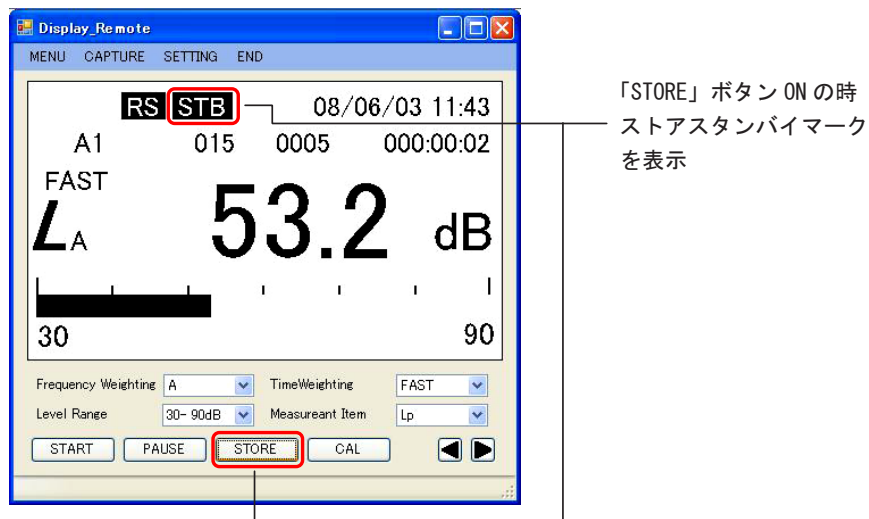 Display_Remote
MENU CAPTURE SETTING END
RS STB 08/06/03 11:43
A1 015 0005 000:00:02
FAST
LA 53.2 dB
30 90
Frequency Weighting A TimeWeighting FAST
Level Range 30- 90dB Measureant Item Lp
START PAUSE STORE CAL
「STORE」ボタン ON の時
ストアスタンバイマーク
を表示